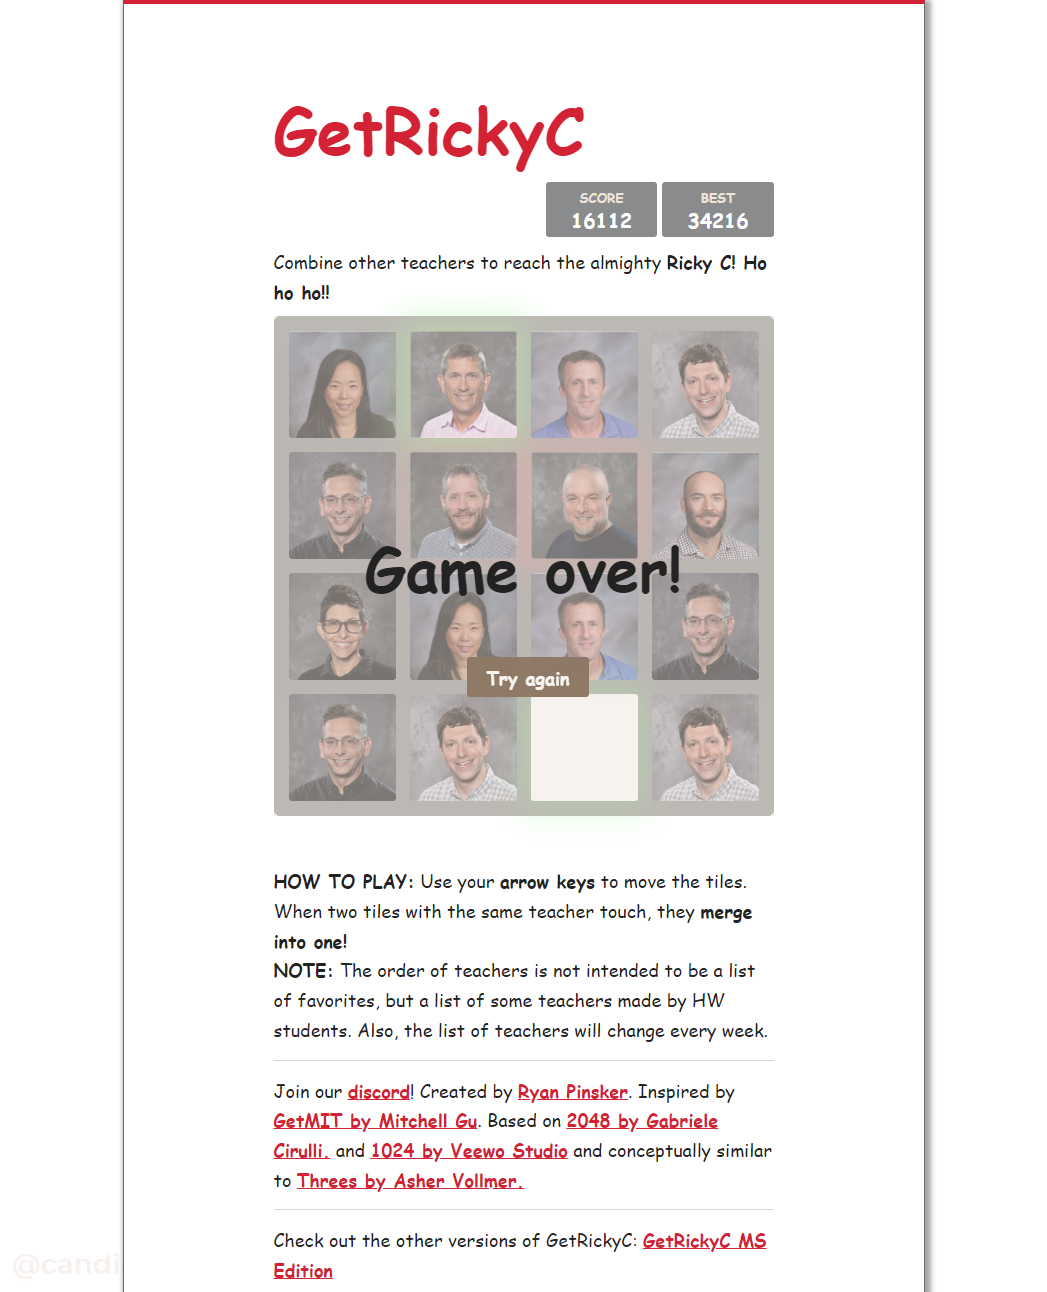 GetRickyC
SCORE
16112
BEST
34216
Combine other teachers to reach the almighty Ricky C! Ho
ho ho!!
Game over!
Try again
HOW TO PLAY: Use your arrow keys to move the tiles.
When two tiles with the same teacher touch, they merge
into one!
NOTE: The order of teachers is not intended to be a list
of favorites, but a list of some teachers made by HW
students. Also, the list of teachers will change every week.
Join our discord! Created by Ryan Pinsker. Inspired by
GetMIT by Mitchell Gu. Based on 2048 by Gabriele
Cirulli. and 1024 by Veewo Studio and conceptually similar
to Threes by Asher Vollmer.
Check out the other versions of GetRickyC: GetRickyC MS
Edition